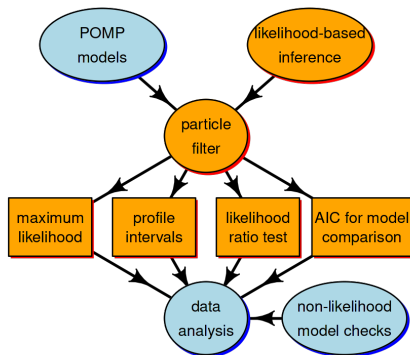 POMP
models
likelihood-based
inference
particle
filter
maximum
likelihood
profile
intervals
likelihood
ratio test
AIC for model
comparison
data
analysis
non-likelihood
model checks